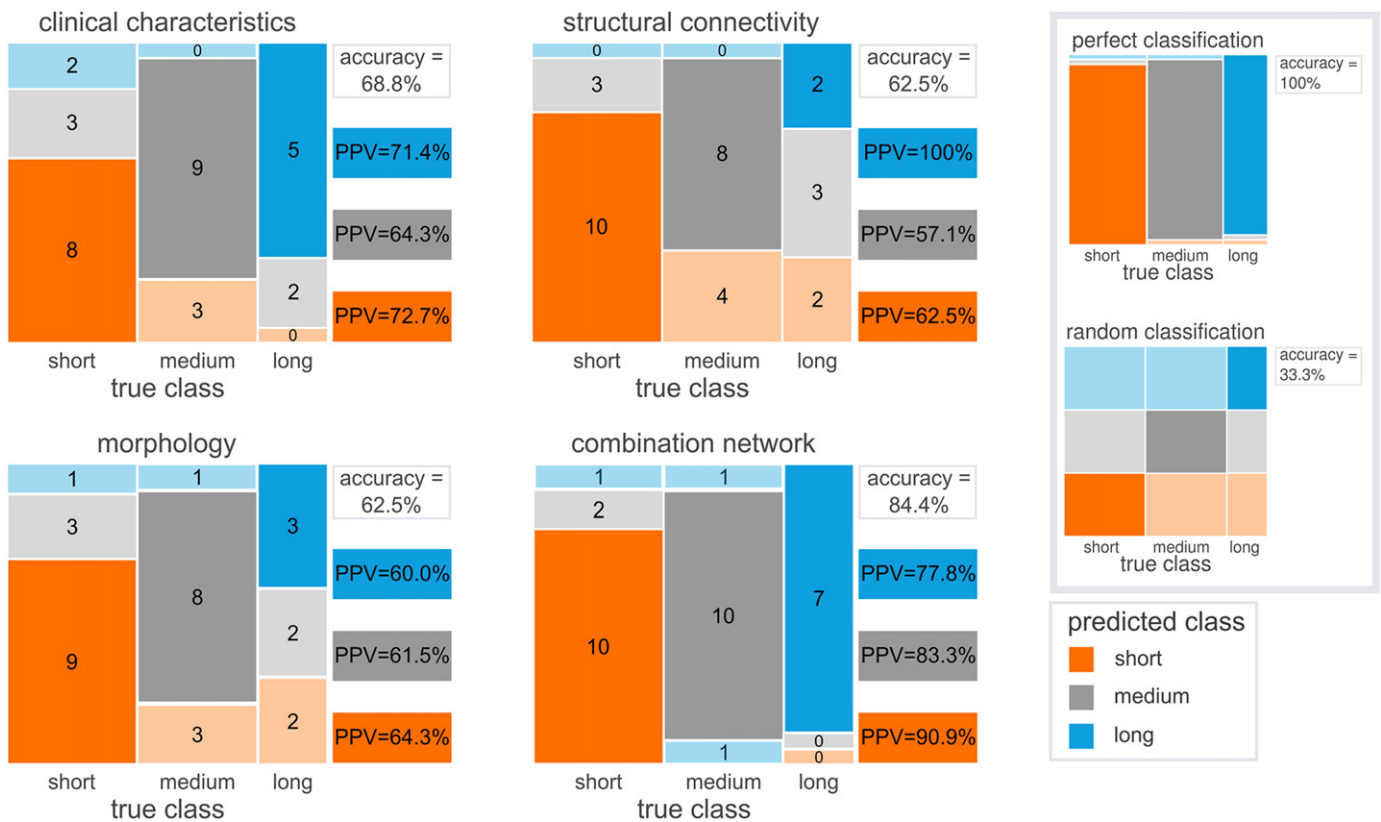 clinical characteristics
2
3
8
0
9
3
5
2
0
accuracy =
68.8%
PPV=71.4%
PPV=64.3%
PPV=72.7%
short
medium
long
true class
structural connectivity
0
3
10
0
8
4
2
3
2
accuracy =
62.5%
PPV=100%
PPV=57.1%
PPV=62.5%
true class
morphology
1
3
9
1
8
3
3
2
2
accuracy =
62.5%
PPV=60.0%
PPV=61.5%
PPV=64.3%
short
medium
long
true class
combination network
1
2
10
1
10
1
7
0
0
accuracy =
84.4%
PPV=77.8%
PPV=83.3%
PPV=90.9%
short
medium
long
true class
perfect classification
accuracy =
100%
short
medium
long
true class
random classification
accuracy =
33.3%
short
medium
long
true class
predicted class
short
medium
long